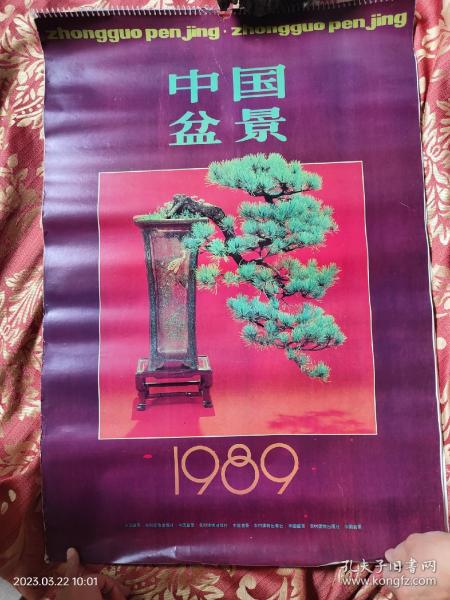 zhongguo pen jing · zhongguo pen jing
中国
盆景
1989
2023.03.22 10:01
孔夫子旧书网
www.kongfz.com